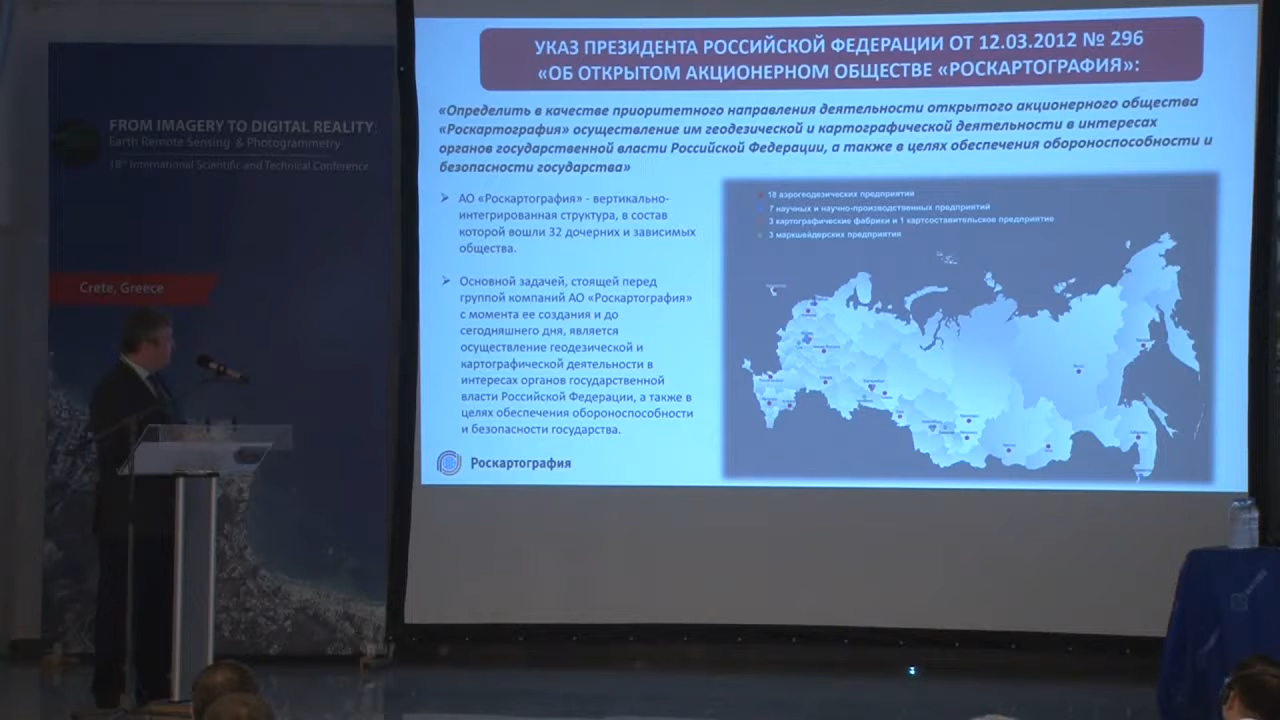 FROM IMAGERY TO DIGITAL REALITY:
Earth Remote Sensing & Photogrammetry
18th International Scientific and Technical Conference
Crete, Greece
УКАЗ ПРЕЗИДЕНТА РОССИЙСКОЙ ФЕДЕРАЦИИ ОТ 12.03.2012 № 296
«ОБ ОТКРЫТОМ АКЦИОНЕРНОМ ОБЩЕСТВЕ «РОСКАРТОГРАФИЯ»:
«Определить в качестве приоритетного направления деятельности открытого акционерного общества
«Роскартография» осуществление им геодезической и картографической деятельности в интересах
органов государственной власти Российской Федерации, а также в целях обеспечения обороноспособности и
безопасности государства»
АО «Роскартография» - вертикально-
интегрированная структура, в состав
которой вошли 32 дочерних и зависимых
общества.
Основной задачей, стоящей перед
группой компаний АО «Роскартография»
с момента ее создания и до
сегодняшнего дня, является
осуществление геодезической и
картографической деятельности в
интересах органов государственной
власти Российской Федерации, а также в
целях обеспечения обороноспособности
и безопасности государства.
Роскартография
18 аэрогеодезических предприятий
7 научных и научно-производственных предприятий
3 картографические фабрики и 1 картсоставительское предприятие
3 маркшейдерских предприятия